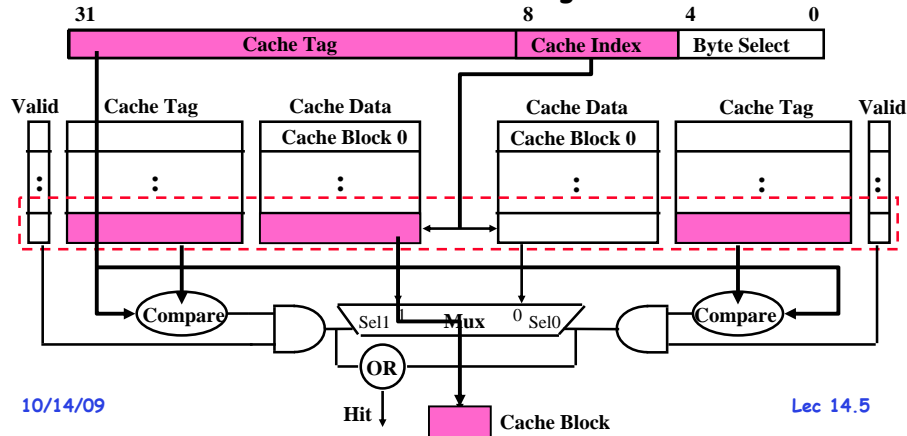 31 8 4 0
Cache Tag Cache Index Byte Select
Valid Cache Tag Cache Data Cache Data Cache Tag Valid
Cache Block 0 Cache Block 0
: : : : : :
Compare Sel1 1 Mux 0 Sel0 Compare
OR
10/14/09 Hit Cache Block Lec 14.5